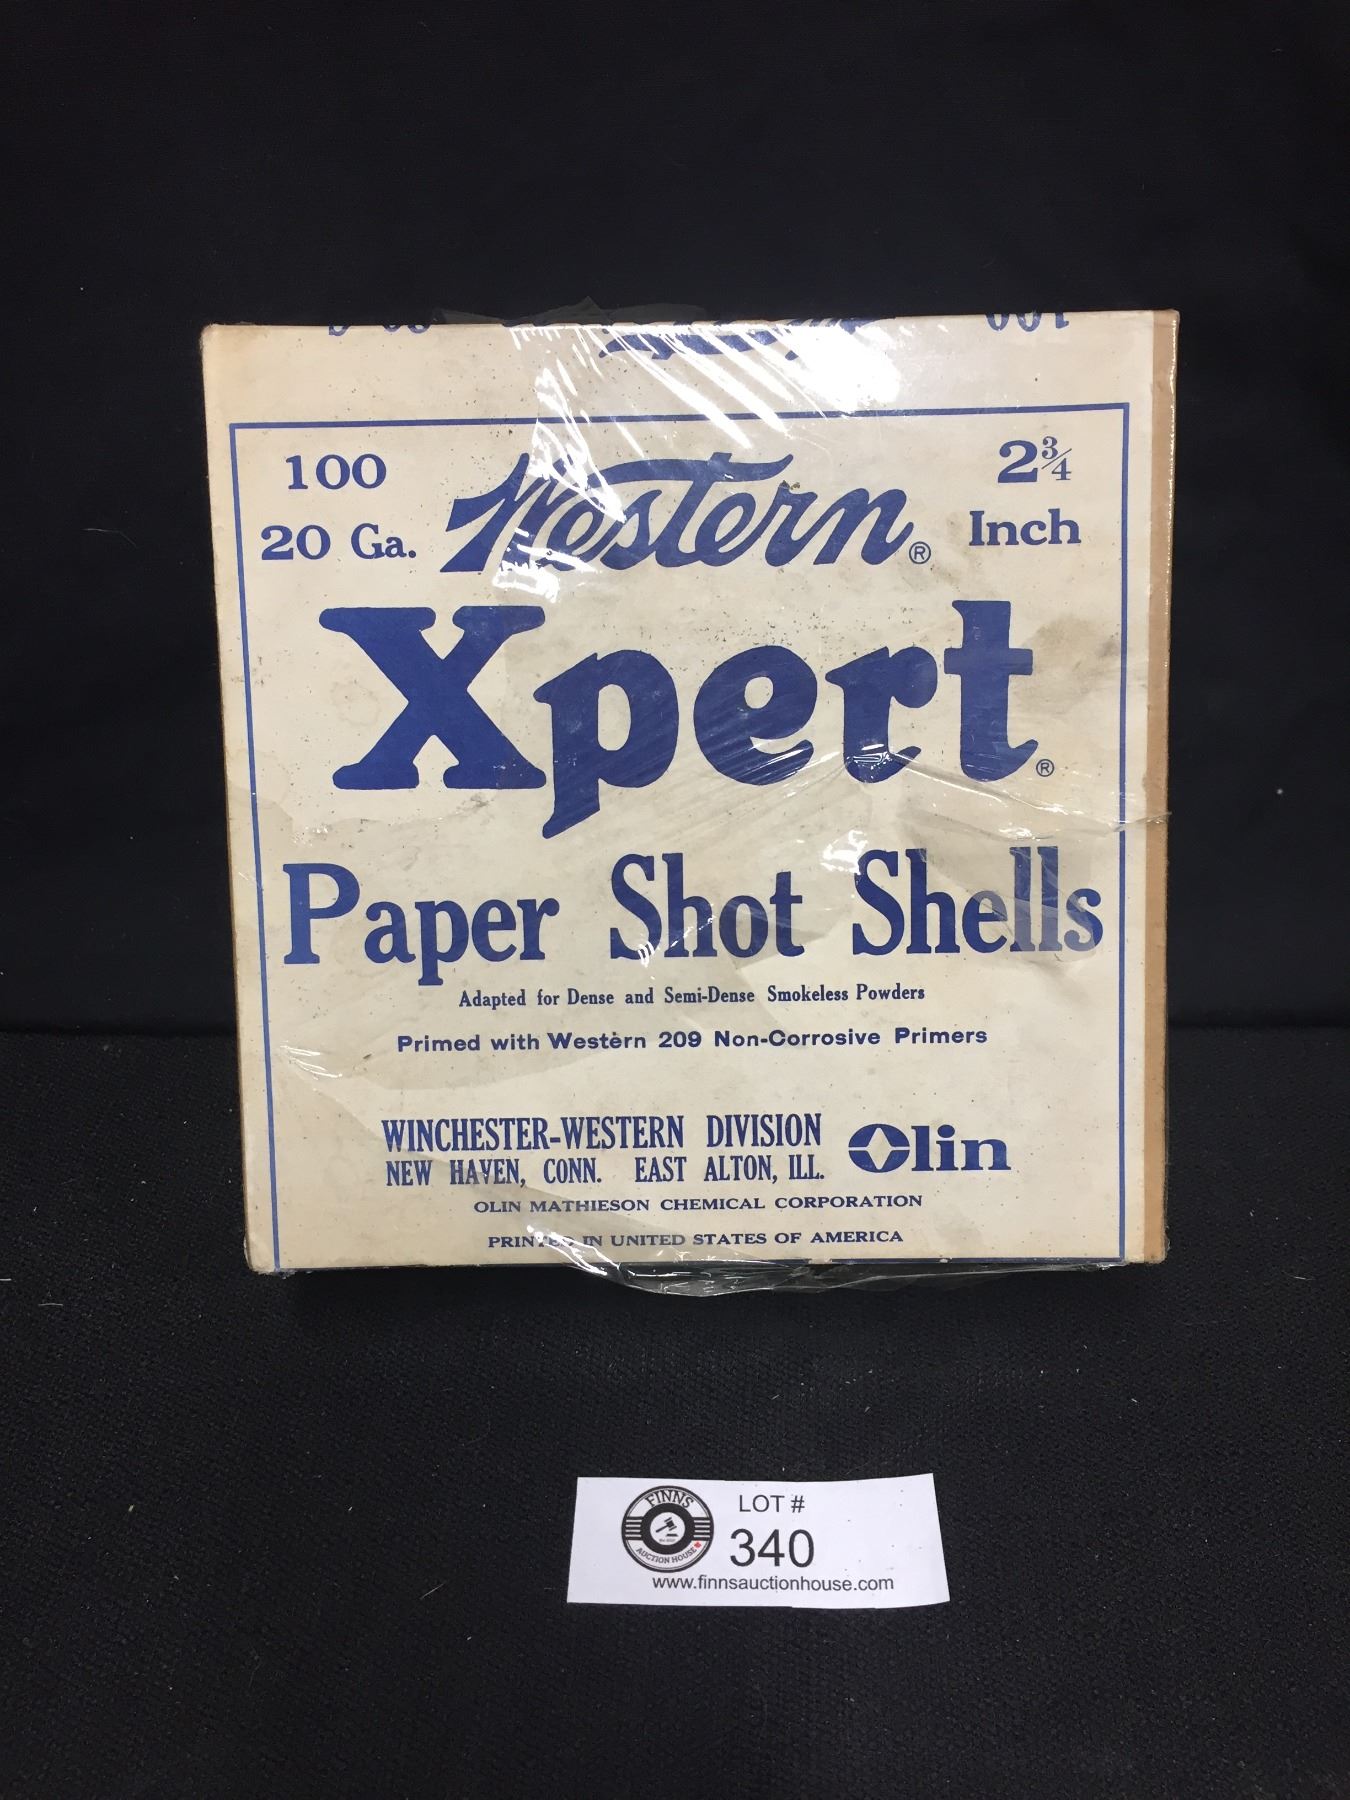 100
100
20 Ga.
Western®
2¾
Inch
Xpert®
Paper Shot Shells
Adapted for Dense and Semi-Dense Smokeless Powders
Primed with Western 209 Non-Corrosive Primers
WINCHESTER-WESTERN DIVISION
NEW HAVEN, CONN. EAST ALTON, ILL.
Olin
OLIN MATHIESON CHEMICAL CORPORATION
PRINTED IN UNITED STATES OF AMERICA
FINNS
AUCTION HOUSE
LOT #
340
www.finnsauctionhouse.com